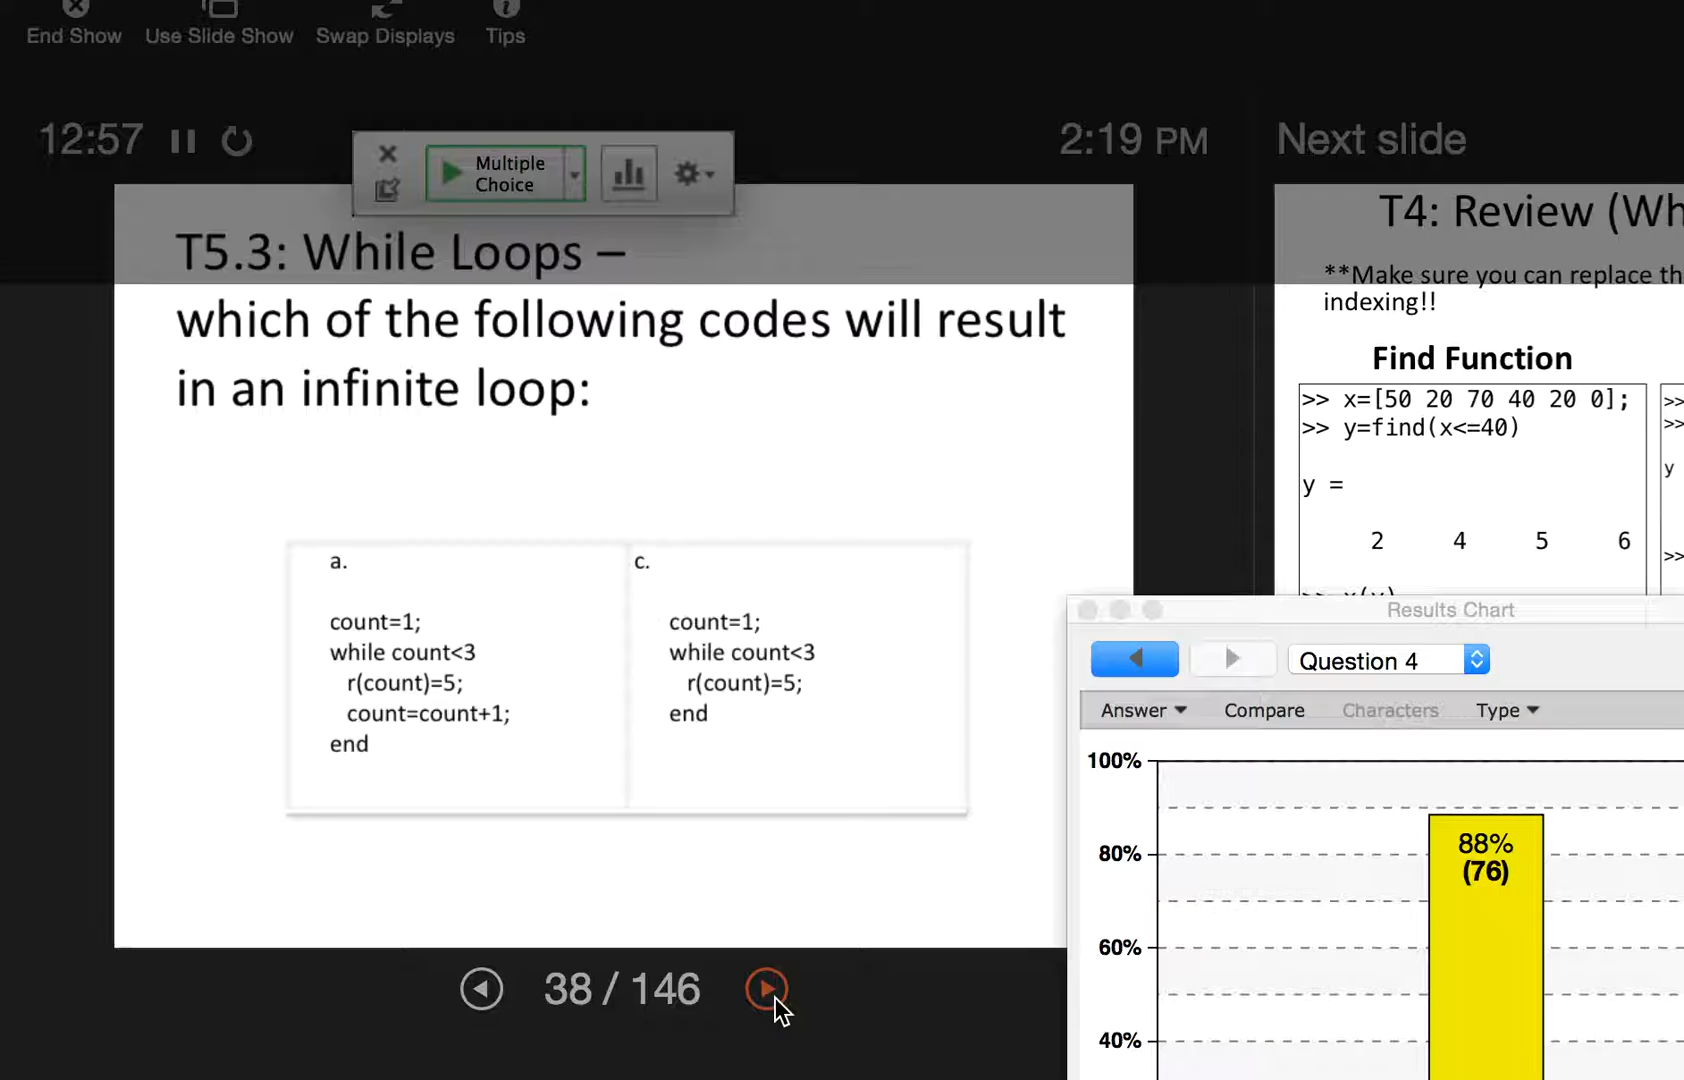 End Show
Use Slide Show
Swap Displays
Tips
12:57
2:19 PM
Next slide
Multiple
Choice
T5.3: While Loops –
which of the following codes will result
in an infinite loop:
a.
count=1;
while count<3
r(count)=5;
count=count+1;
end
c.
count=1;
while count<3
r(count)=5;
end
38 / 146
T4: Review (Wh
**Make sure you can replace th
indexing!!
Find Function
>> x=[50 20 70 40 20 0];
>> y=find(x<=40)
y =
2 4 5 6
>>
>>
y
>>
Results Chart
Question 4
Answer
Compare
Characters
Type
100%
80%
60%
40%
88%
(76)